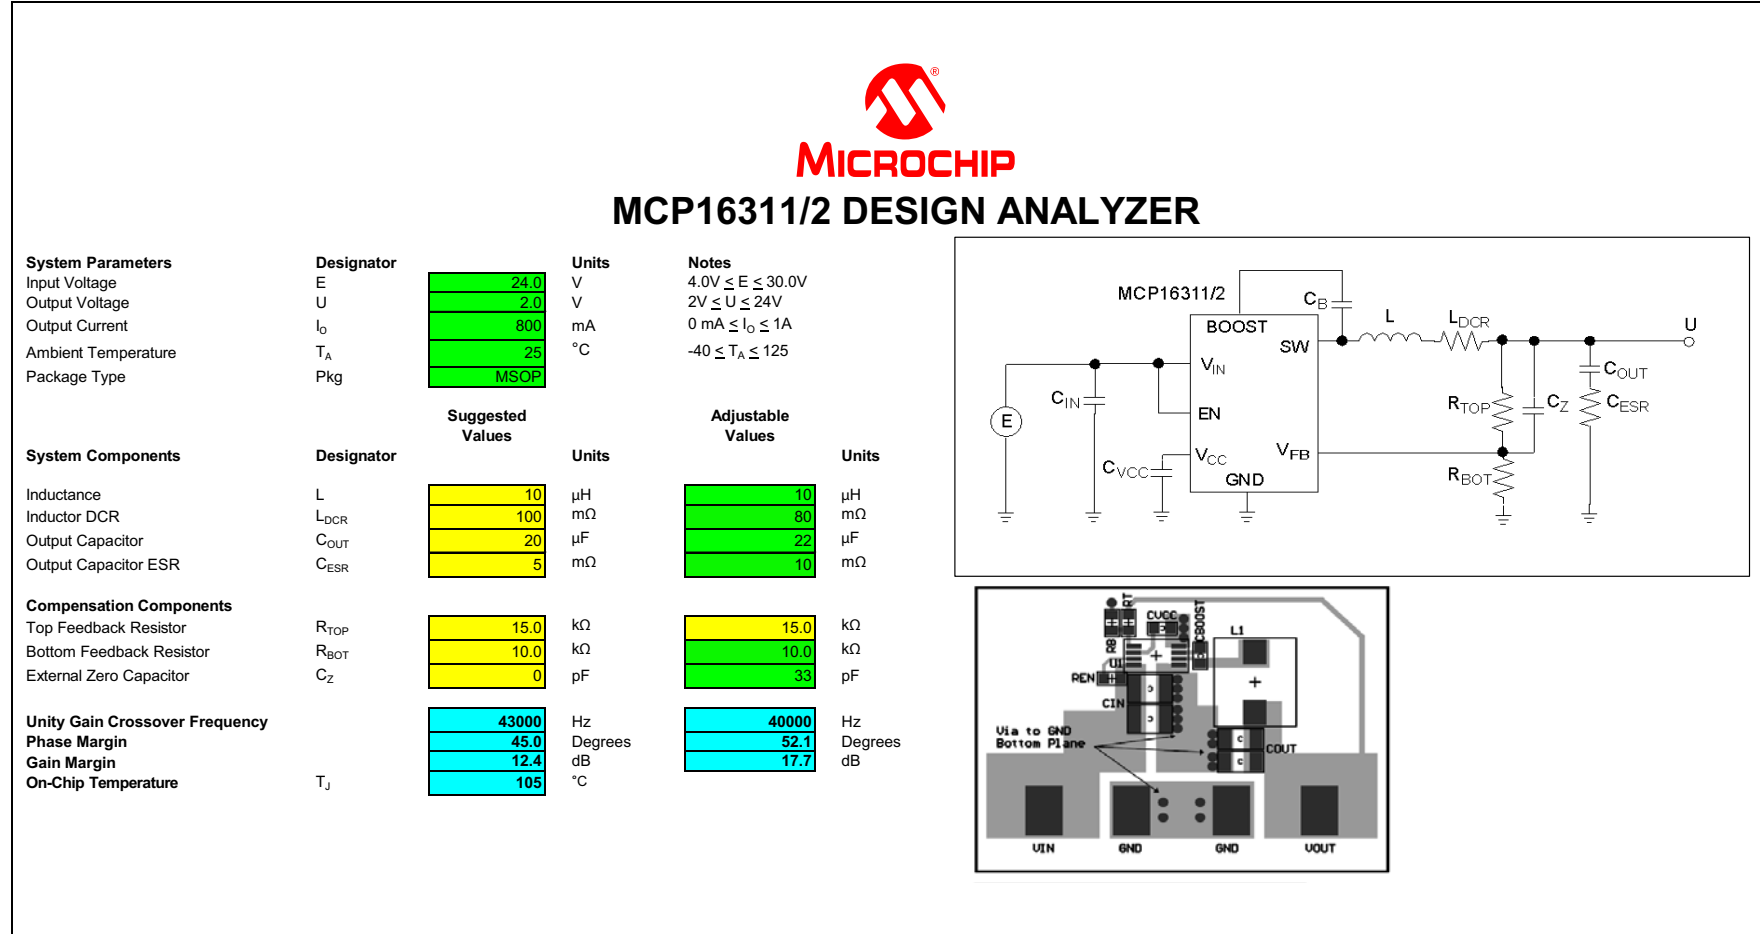 ®
MICROCHIP
MCP16311/2 DESIGN ANALYZER
System Parameters Designator Units Notes
Input Voltage E 24.0 V 4.0V ≤ E ≤ 30.0V
Output Voltage U 2.0 V 2V ≤ U ≤ 24V
Output Current IO 800 mA 0 mA ≤ IO ≤ 1A
Ambient Temperature TA 25 °C -40 ≤ TA ≤ 125
Package Type Pkg MSOP
Suggested Values Adjustable Values
System Components Designator Units Units
Inductance L 10 µH 10 µH
Inductor DCR LDCR 100 mΩ 80 mΩ
Output Capacitor COUT 20 µF 22 µF
Output Capacitor ESR CESR 5 mΩ 10 mΩ
Compensation Components
Top Feedback Resistor RTOP 15.0 kΩ 15.0 kΩ
Bottom Feedback Resistor RBOT 10.0 kΩ 10.0 kΩ
External Zero Capacitor CZ 0 pF 33 pF
Unity Gain Crossover Frequency 43000 Hz 40000 Hz
Phase Margin 45.0 Degrees 52.1 Degrees
Gain Margin 12.4 dB 17.7 dB
On-Chip Temperature TJ 105 °C
MCP16311/2
CB
BOOST
SW
L
LDCR
U
VIN
CIN
E
EN
VCC
CVCC
GND
VFB
RTOP
CZ
COUT
CESR
RBOT
RB
RT
CVCC
CBOOST
L1
U1
REN
CIN
C
C
Via to GND
Bottom Plane
C
C
COUT
VIN GND GND VOUT